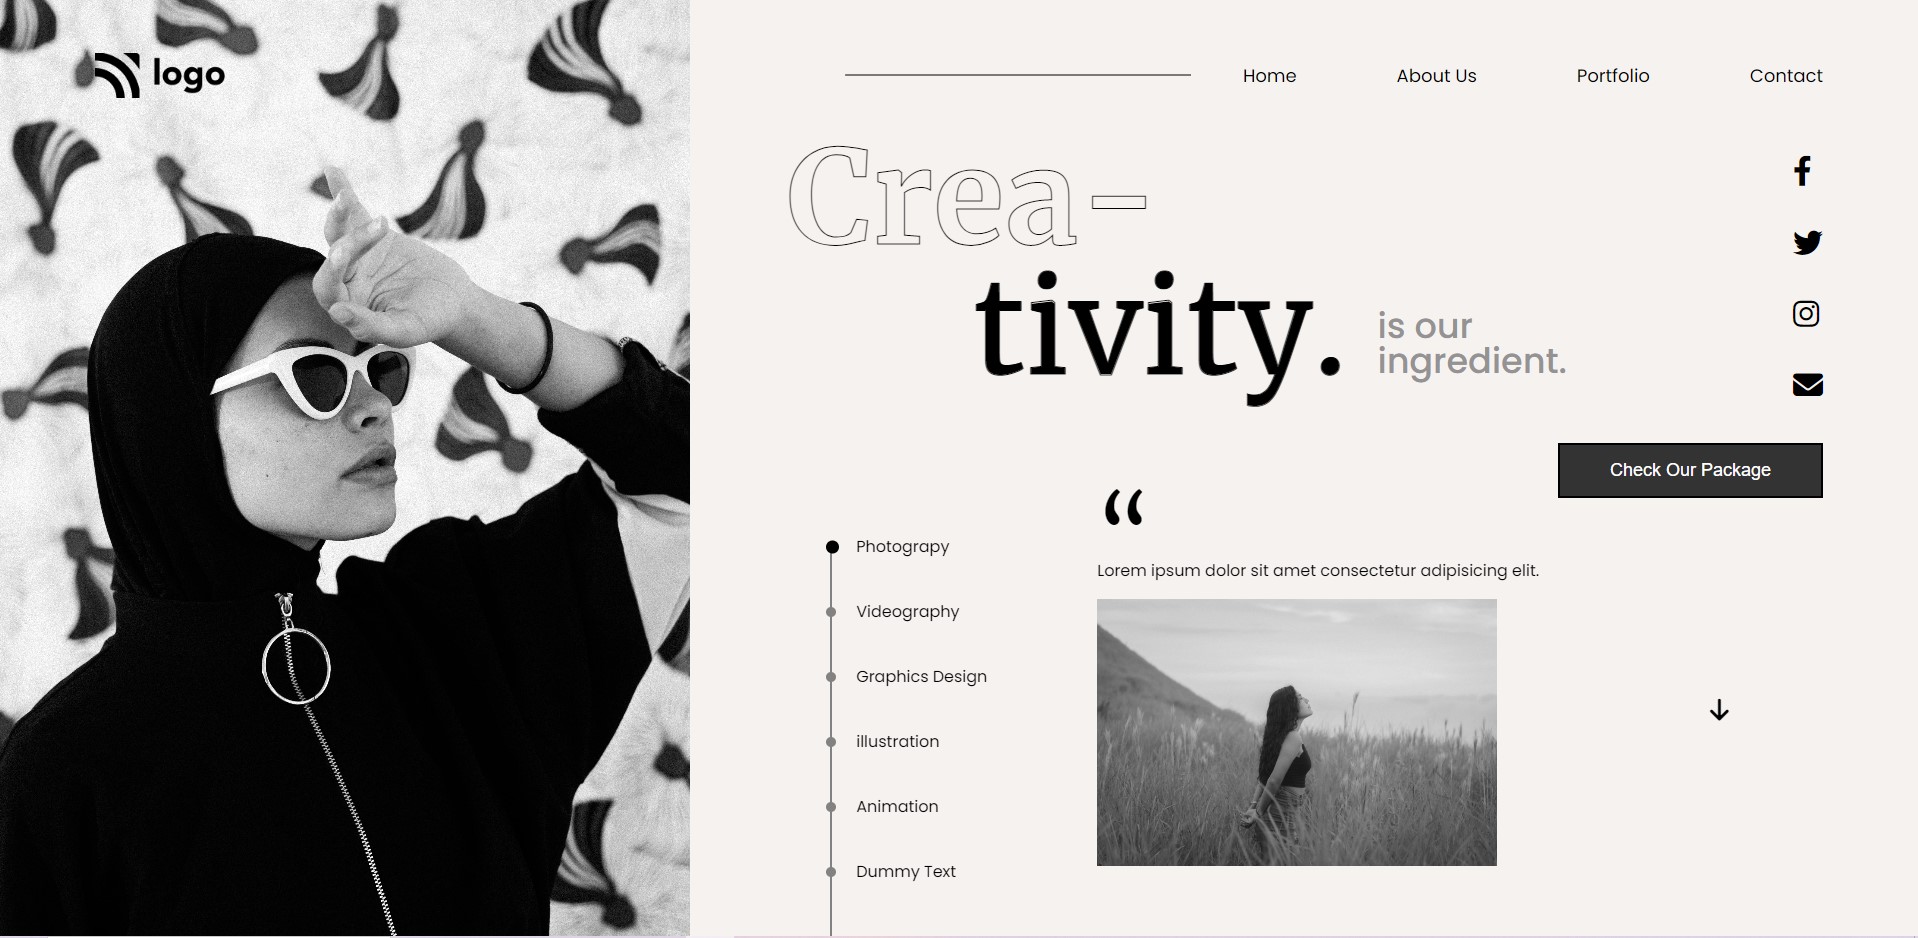 logo
Home About Us Portfolio Contact
Crea-
tivity.
is our
ingredient.
Check Our Package
“
Photograpy
Videography
Graphics Design
illustration
Animation
Dummy Text
Lorem ipsum dolor sit amet consectetur adipisicing elit.